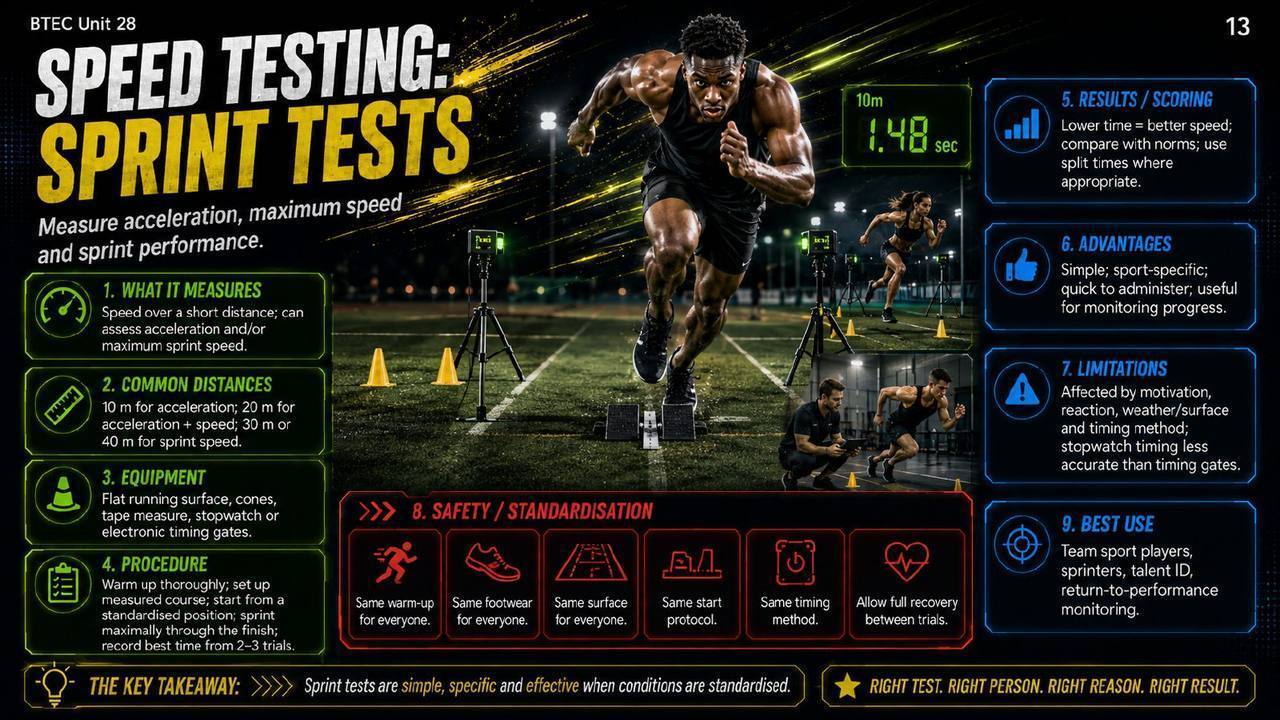 BTEC Unit 28
13
SPEED TESTING:
SPRINT TESTS
Measure acceleration, maximum speed
and sprint performance.
1. WHAT IT MEASURES
Speed over a short distance; can
assess acceleration and/or
maximum sprint speed.
2. COMMON DISTANCES
10 m for acceleration; 20 m for
acceleration + speed; 30 m or
40 m for sprint speed.
3. EQUIPMENT
Flat running surface, cones,
tape measure, stopwatch or
electronic timing gates.
4. PROCEDURE
Warm up thoroughly; set up
measured course; start from a
standardised position; sprint
maximally through the finish;
record best time from 2–3 trials.
10m
1.48 sec
5. RESULTS / SCORING
Lower time = better speed;
compare with norms; use
split times where
appropriate.
6. ADVANTAGES
Simple; sport-specific;
quick to administer; useful
for monitoring progress.
7. LIMITATIONS
Affected by motivation,
reaction, weather/surface
and timing method;
stopwatch timing less
accurate than timing gates.
8. SAFETY / STANDARDISATION
Same warm-up
for everyone.
Same footwear
for everyone.
Same surface
for everyone.
Same start
protocol.
Same timing
method.
Allow full recovery
between trials.
9. BEST USE
Team sport players,
sprinters, talent ID,
return-to-performance
monitoring.
THE KEY TAKEAWAY: Sprint tests are simple, specific and effective when conditions are standardised.
RIGHT TEST. RIGHT PERSON. RIGHT REASON. RIGHT RESULT.